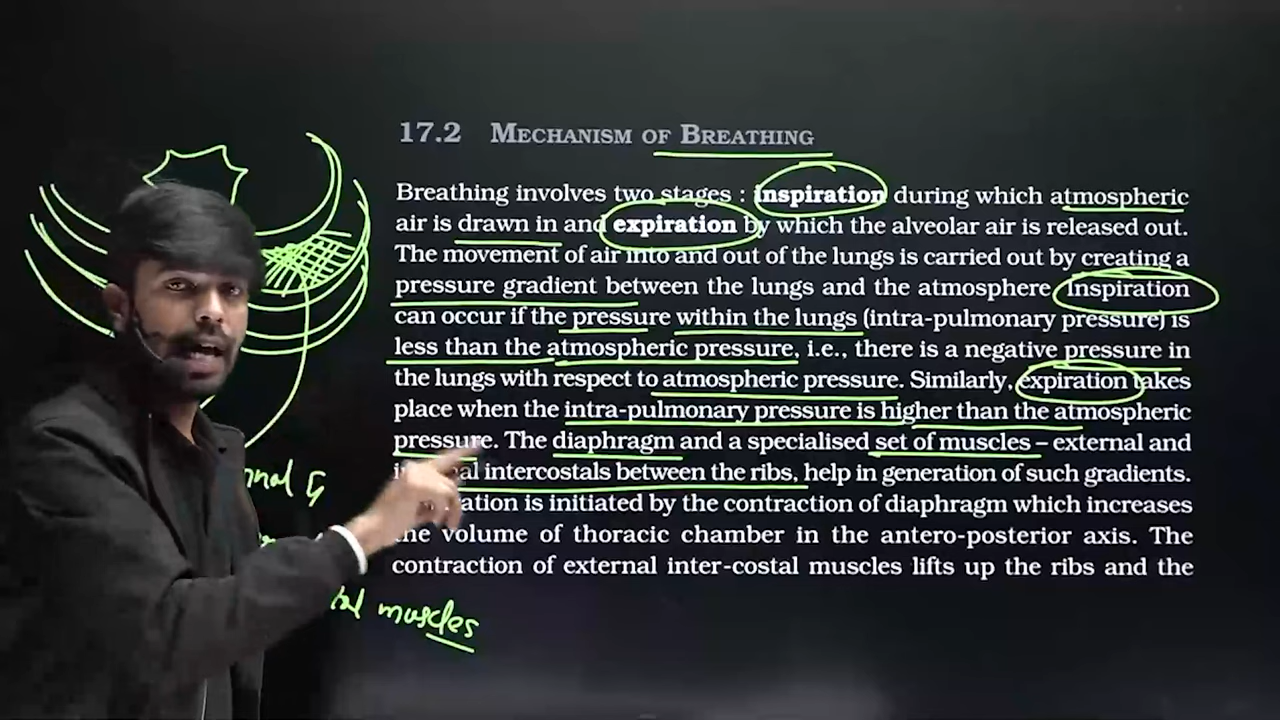 17.2 MECHANISM OF BREATHING
Breathing involves two stages : inspiration during which atmospheric
air is drawn in and expiration by which the alveolar air is released out.
The movement of air into and out of the lungs is carried out by creating a
pressure gradient between the lungs and the atmosphere. Inspiration
can occur if the pressure within the lungs (intra-pulmonary pressure) is
less than the atmospheric pressure, i.e., there is a negative pressure in
the lungs with respect to atmospheric pressure. Similarly, expiration takes
place when the intra-pulmonary pressure is higher than the atmospheric
pressure. The diaphragm and a specialised set of muscles – external and
intercostals between the ribs, help in generation of such gradients.
is initiated by the contraction of diaphragm which increases
the volume of thoracic chamber in the antero-posterior axis. The
contraction of external inter-costal muscles lifts up the ribs and the
muscles